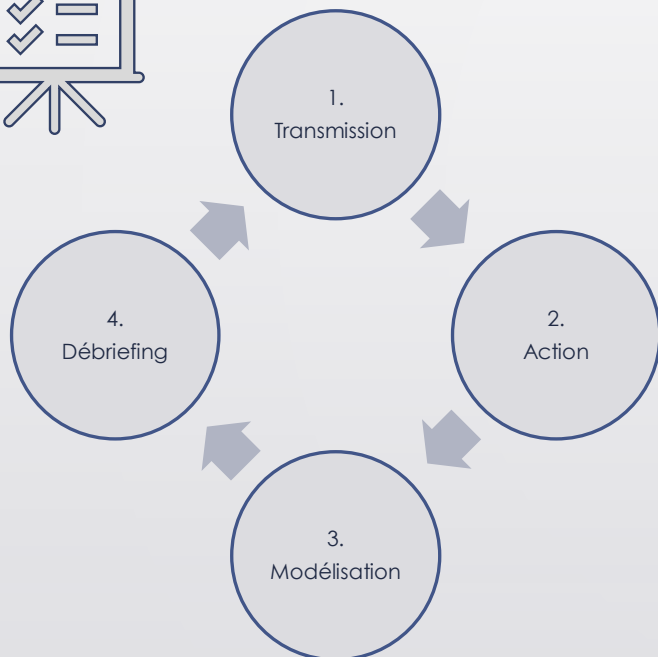 1.
Transmission
2.
Action
3.
Modélisation
4.
Débriefing